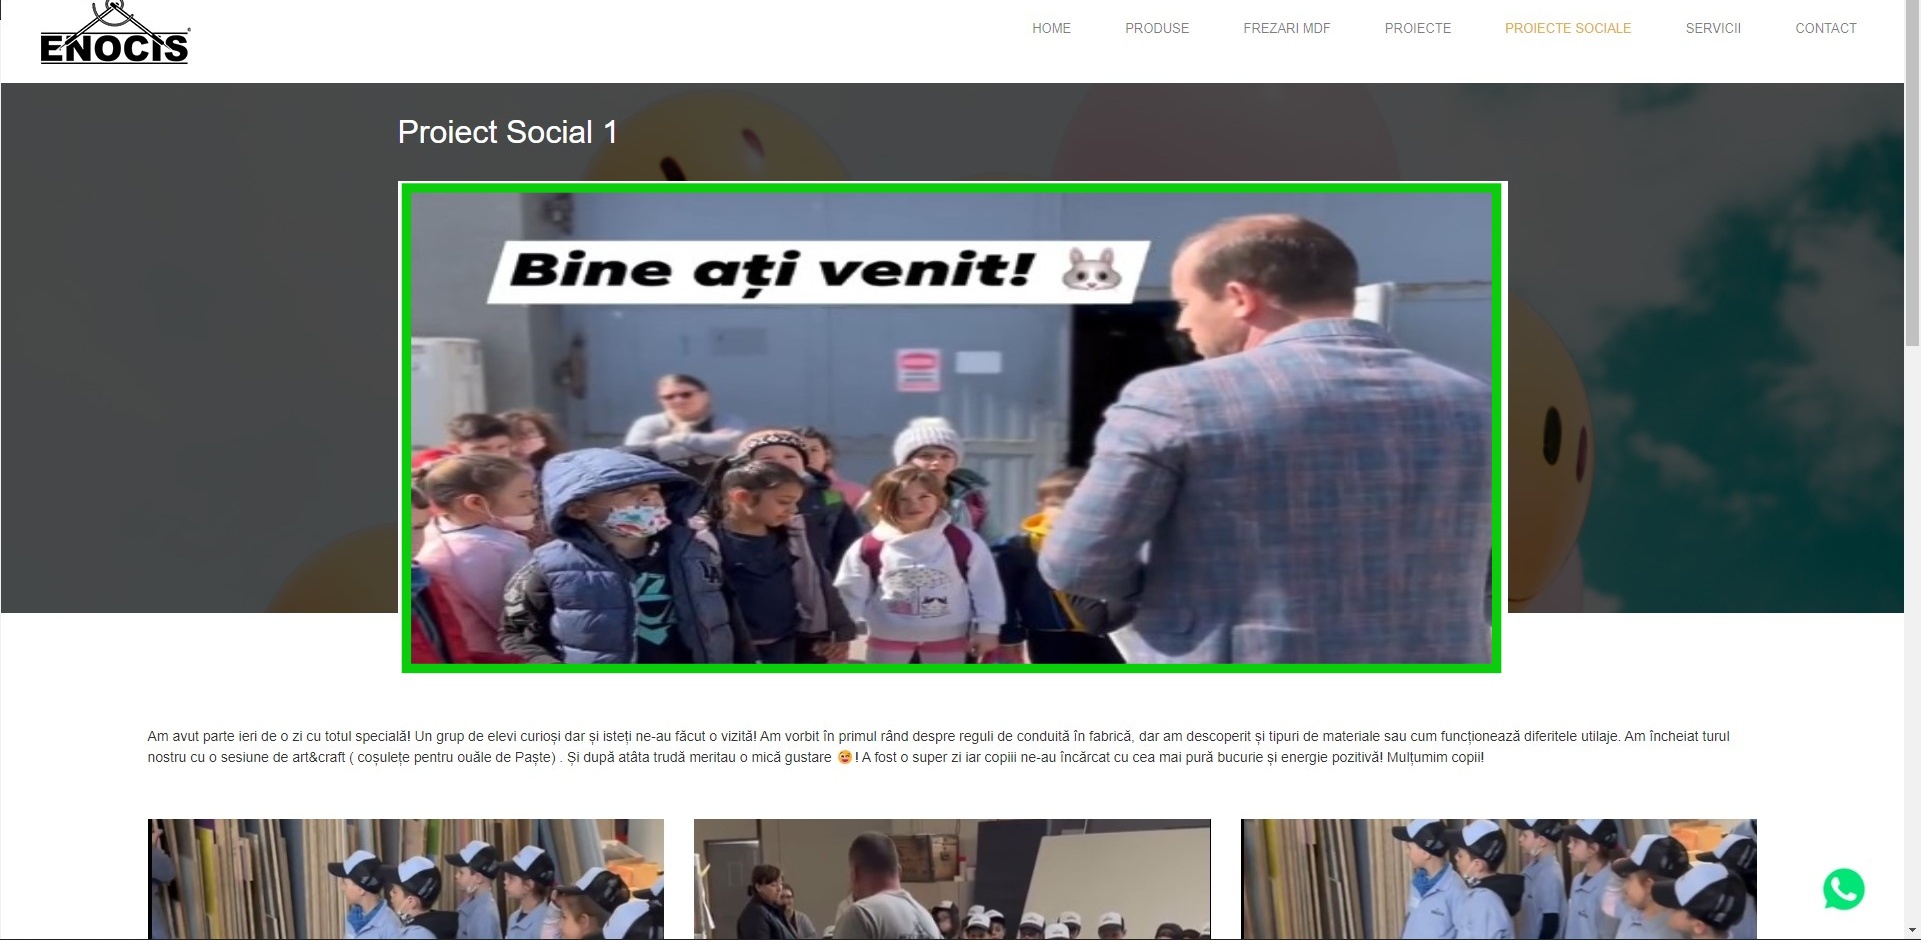 ENOCIS
HOME PRODUSE FREZARI MDF PROIECTE PROIECTE SOCIALE SERVICII CONTACT
Proiect Social 1
Bine ați venit! 🐰
Am avut parte ieri de o zi cu totul specială! Un grup de elevi curioși dar și isteți ne-au făcut o vizită! Am vorbit în primul rând despre reguli de conduită în fabrică, dar am descoperit și tipuri de materiale sau cum funcționează diferitele utilaje. Am încheiat turul
nostru cu o sesiune de art&craft ( coșulețe pentru ouăle de Paște) . Și după atâta trudă meritau o mică gustare 😋! A fost o super zi iar copiii ne-au încărcat cu cea mai pură bucurie și energie pozitivă! Mulțumim copii!